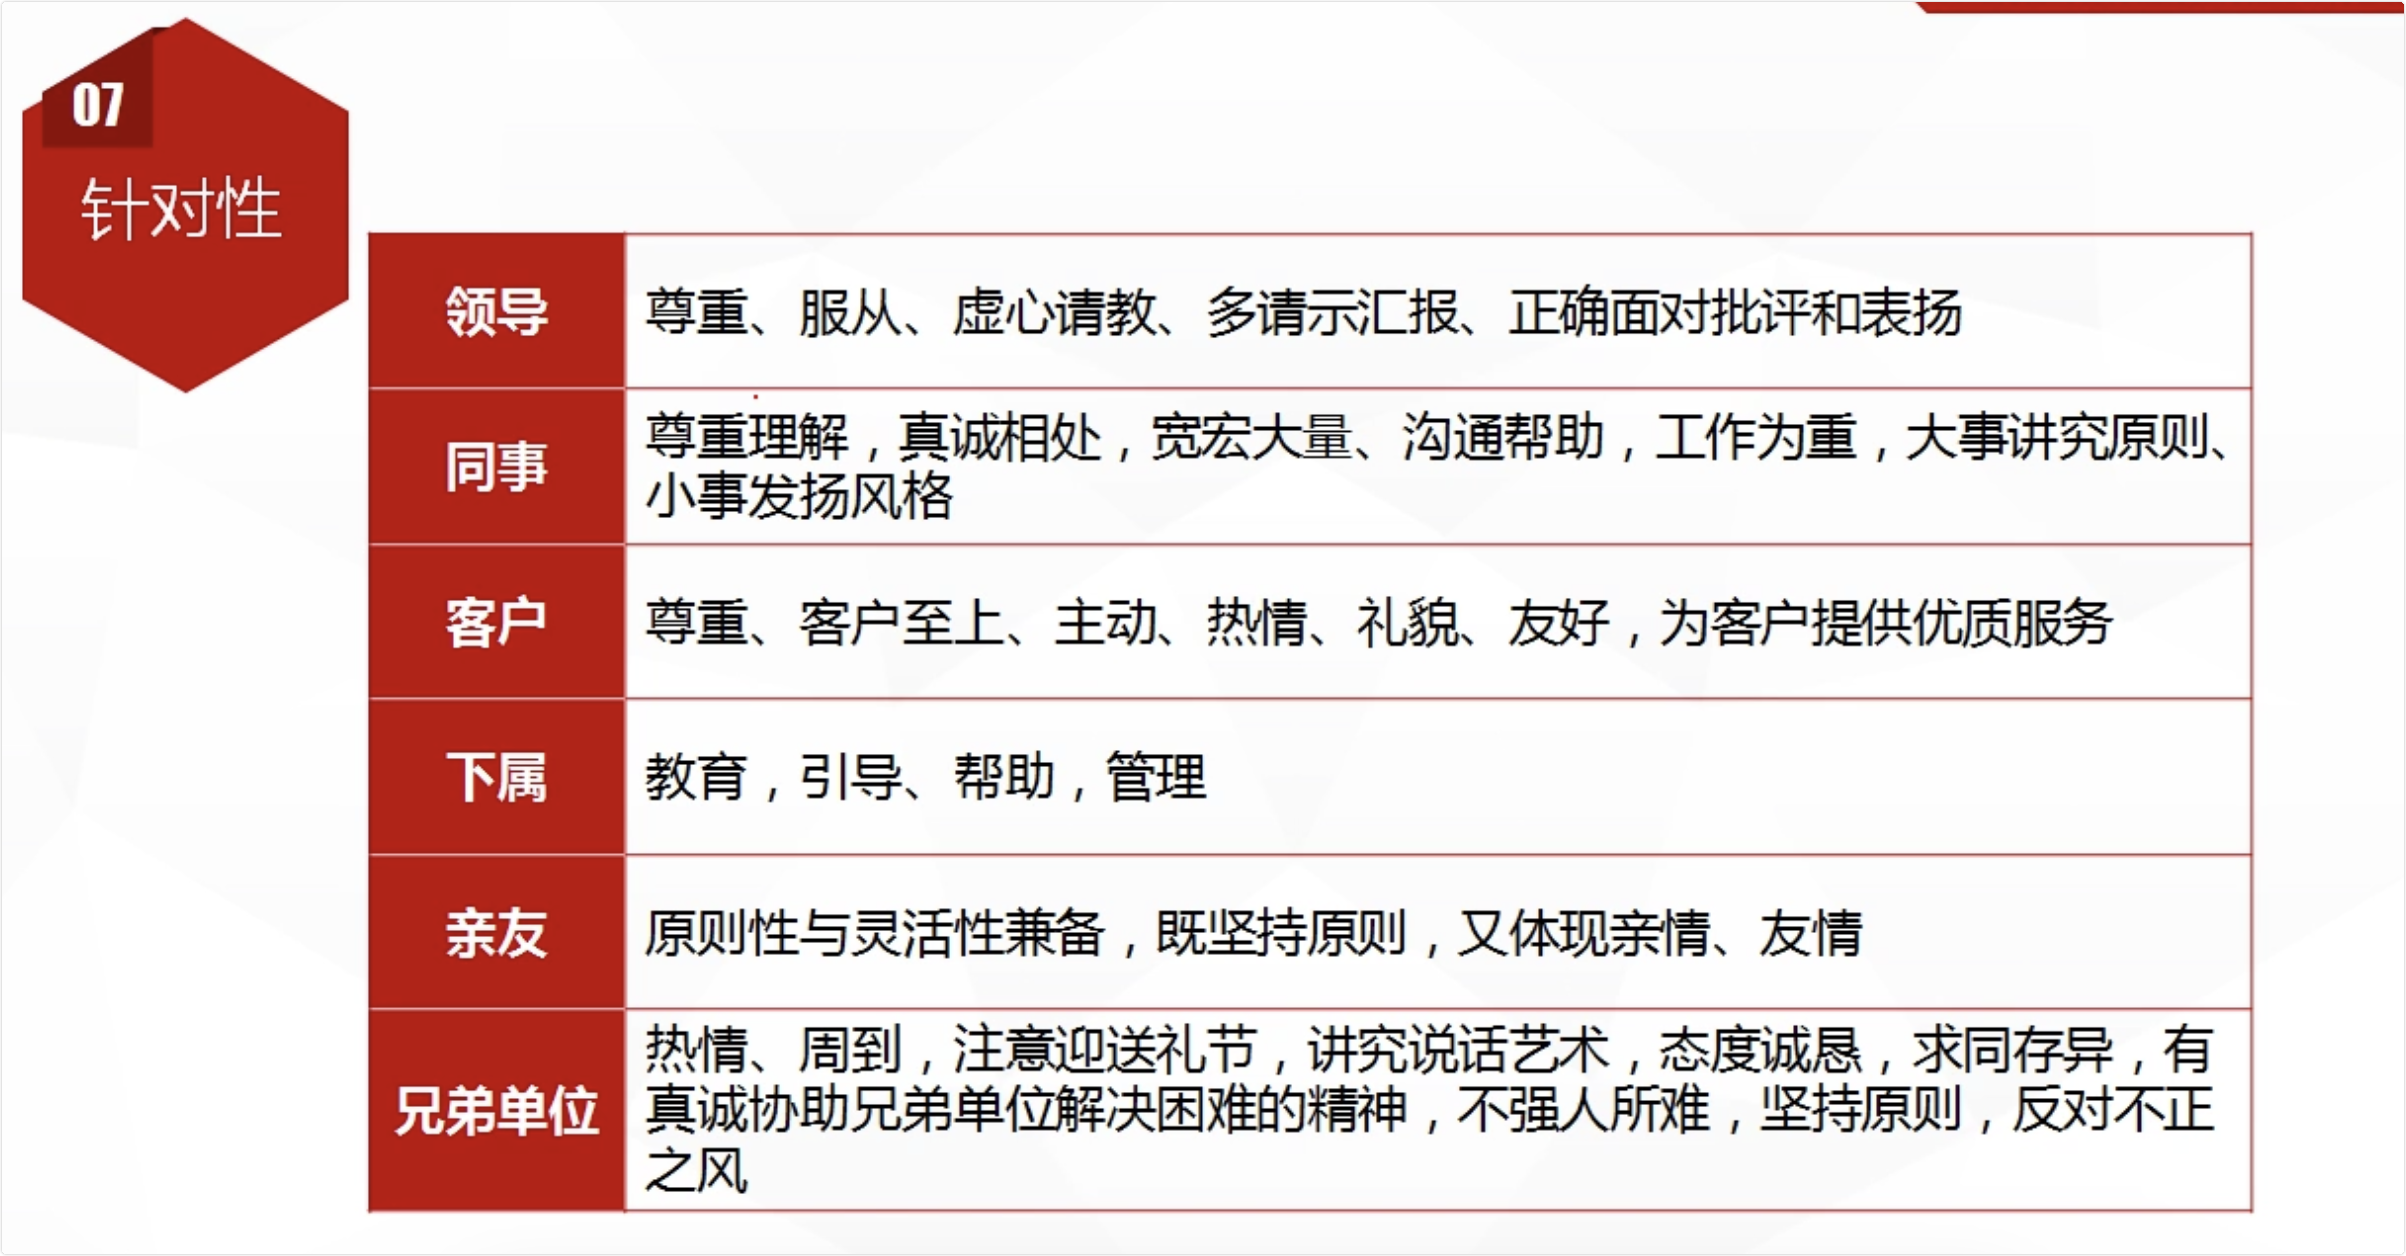 07
针对性
领导
尊重、服从、虚心请教、多请示汇报、正确面对批评和表扬
同事
尊重理解，真诚相处，宽宏大量、沟通帮助，工作为重，大事讲究原则、
小事发扬风格
客户
尊重、客户至上、主动、热情、礼貌、友好，为客户提供优质服务
下属
教育，引导、帮助，管理
亲友
原则性与灵活性兼备，既坚持原则，又体现亲情、友情
兄弟单位
热情、周到，注意迎送礼节，讲究说话艺术，态度诚恳，求同存异，有
真诚协助兄弟单位解决困难的精神，不强人所难，坚持原则，反对不正
之风